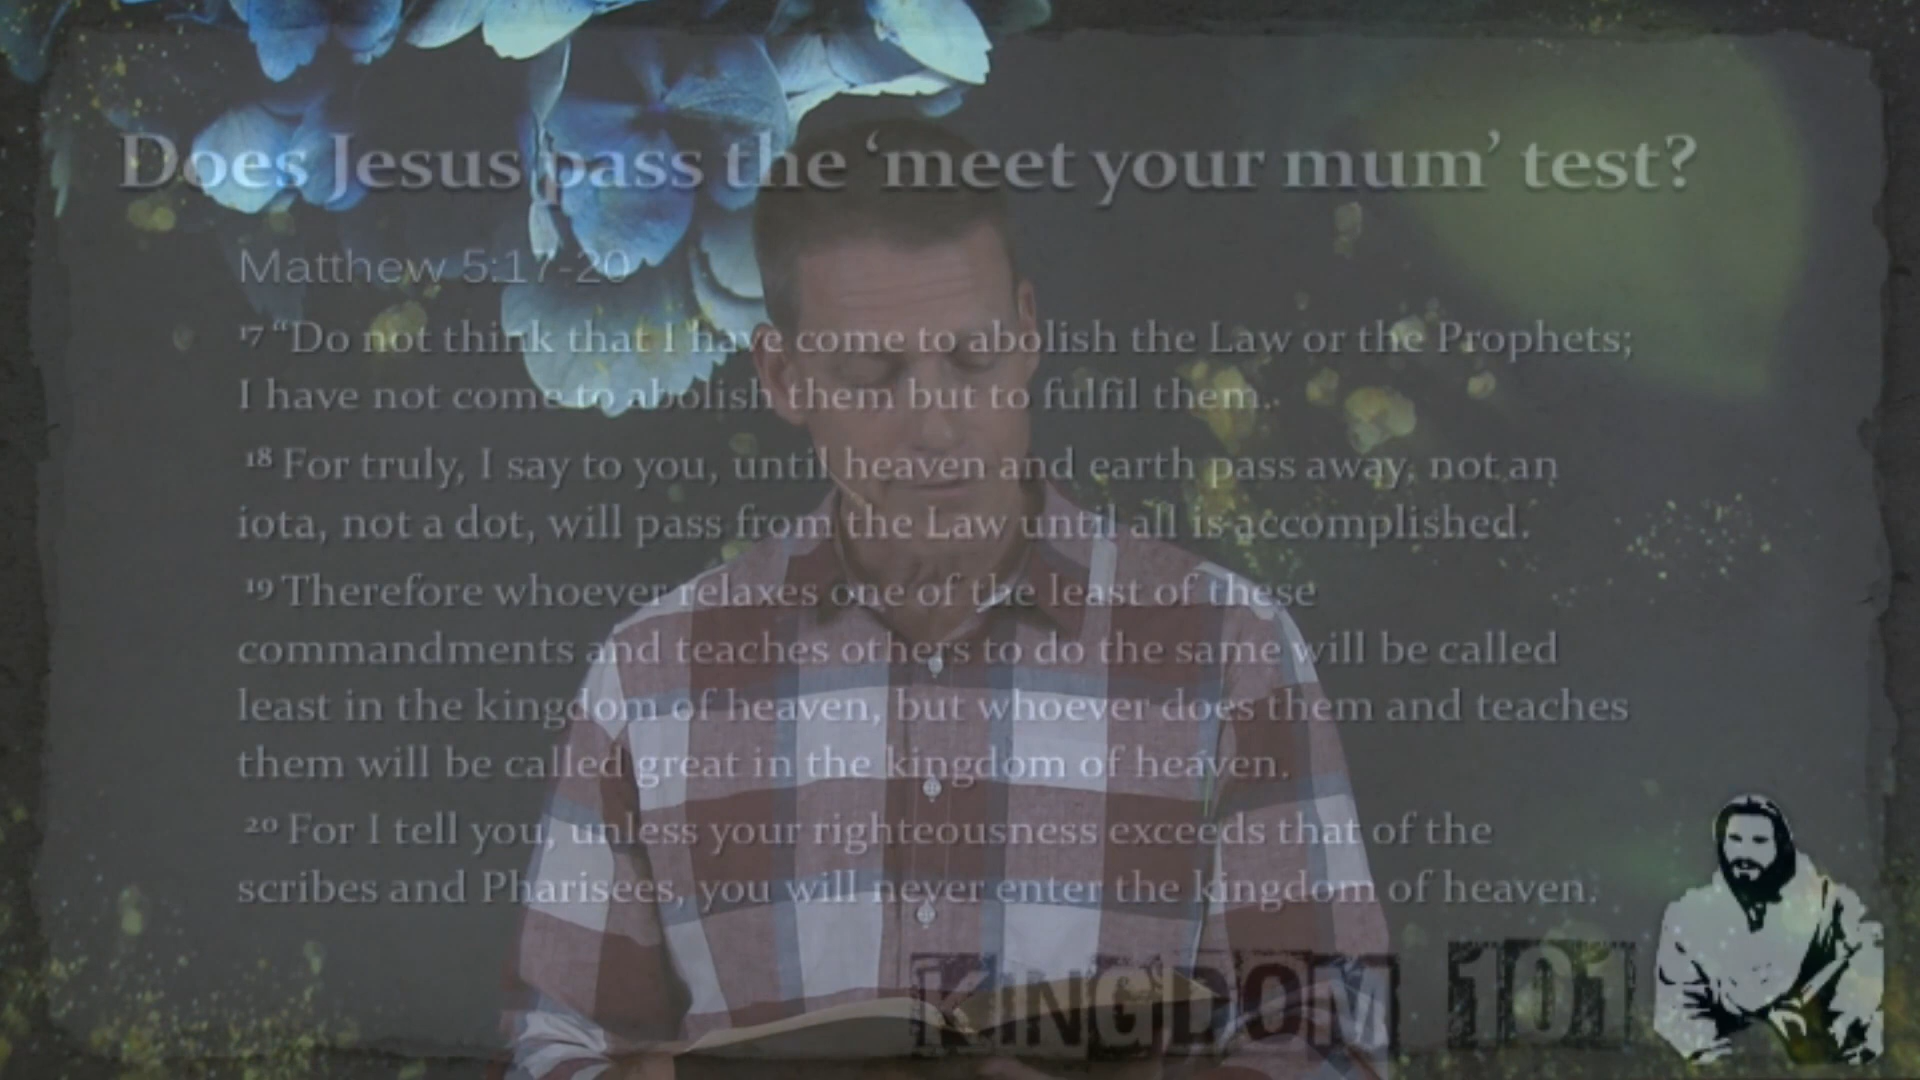 Does Jesus pass the ‘meet your mum’ test?
Matthew 5:17-20
17 “Do not think that I have come to abolish the Law or the Prophets;
I have not come to abolish them but to fulfil them.
18 For truly, I say to you, until heaven and earth pass away, not an
iota, not a dot, will pass from the Law until all is accomplished.
19 Therefore whoever relaxes one of the least of these
commandments and teaches others to do the same will be called
least in the kingdom of heaven, but whoever does them and teaches
them will be called great in the kingdom of heaven.
20 For I tell you, unless your righteousness exceeds that of the
scribes and Pharisees, you will never enter the kingdom of heaven.
KINGDOM 101